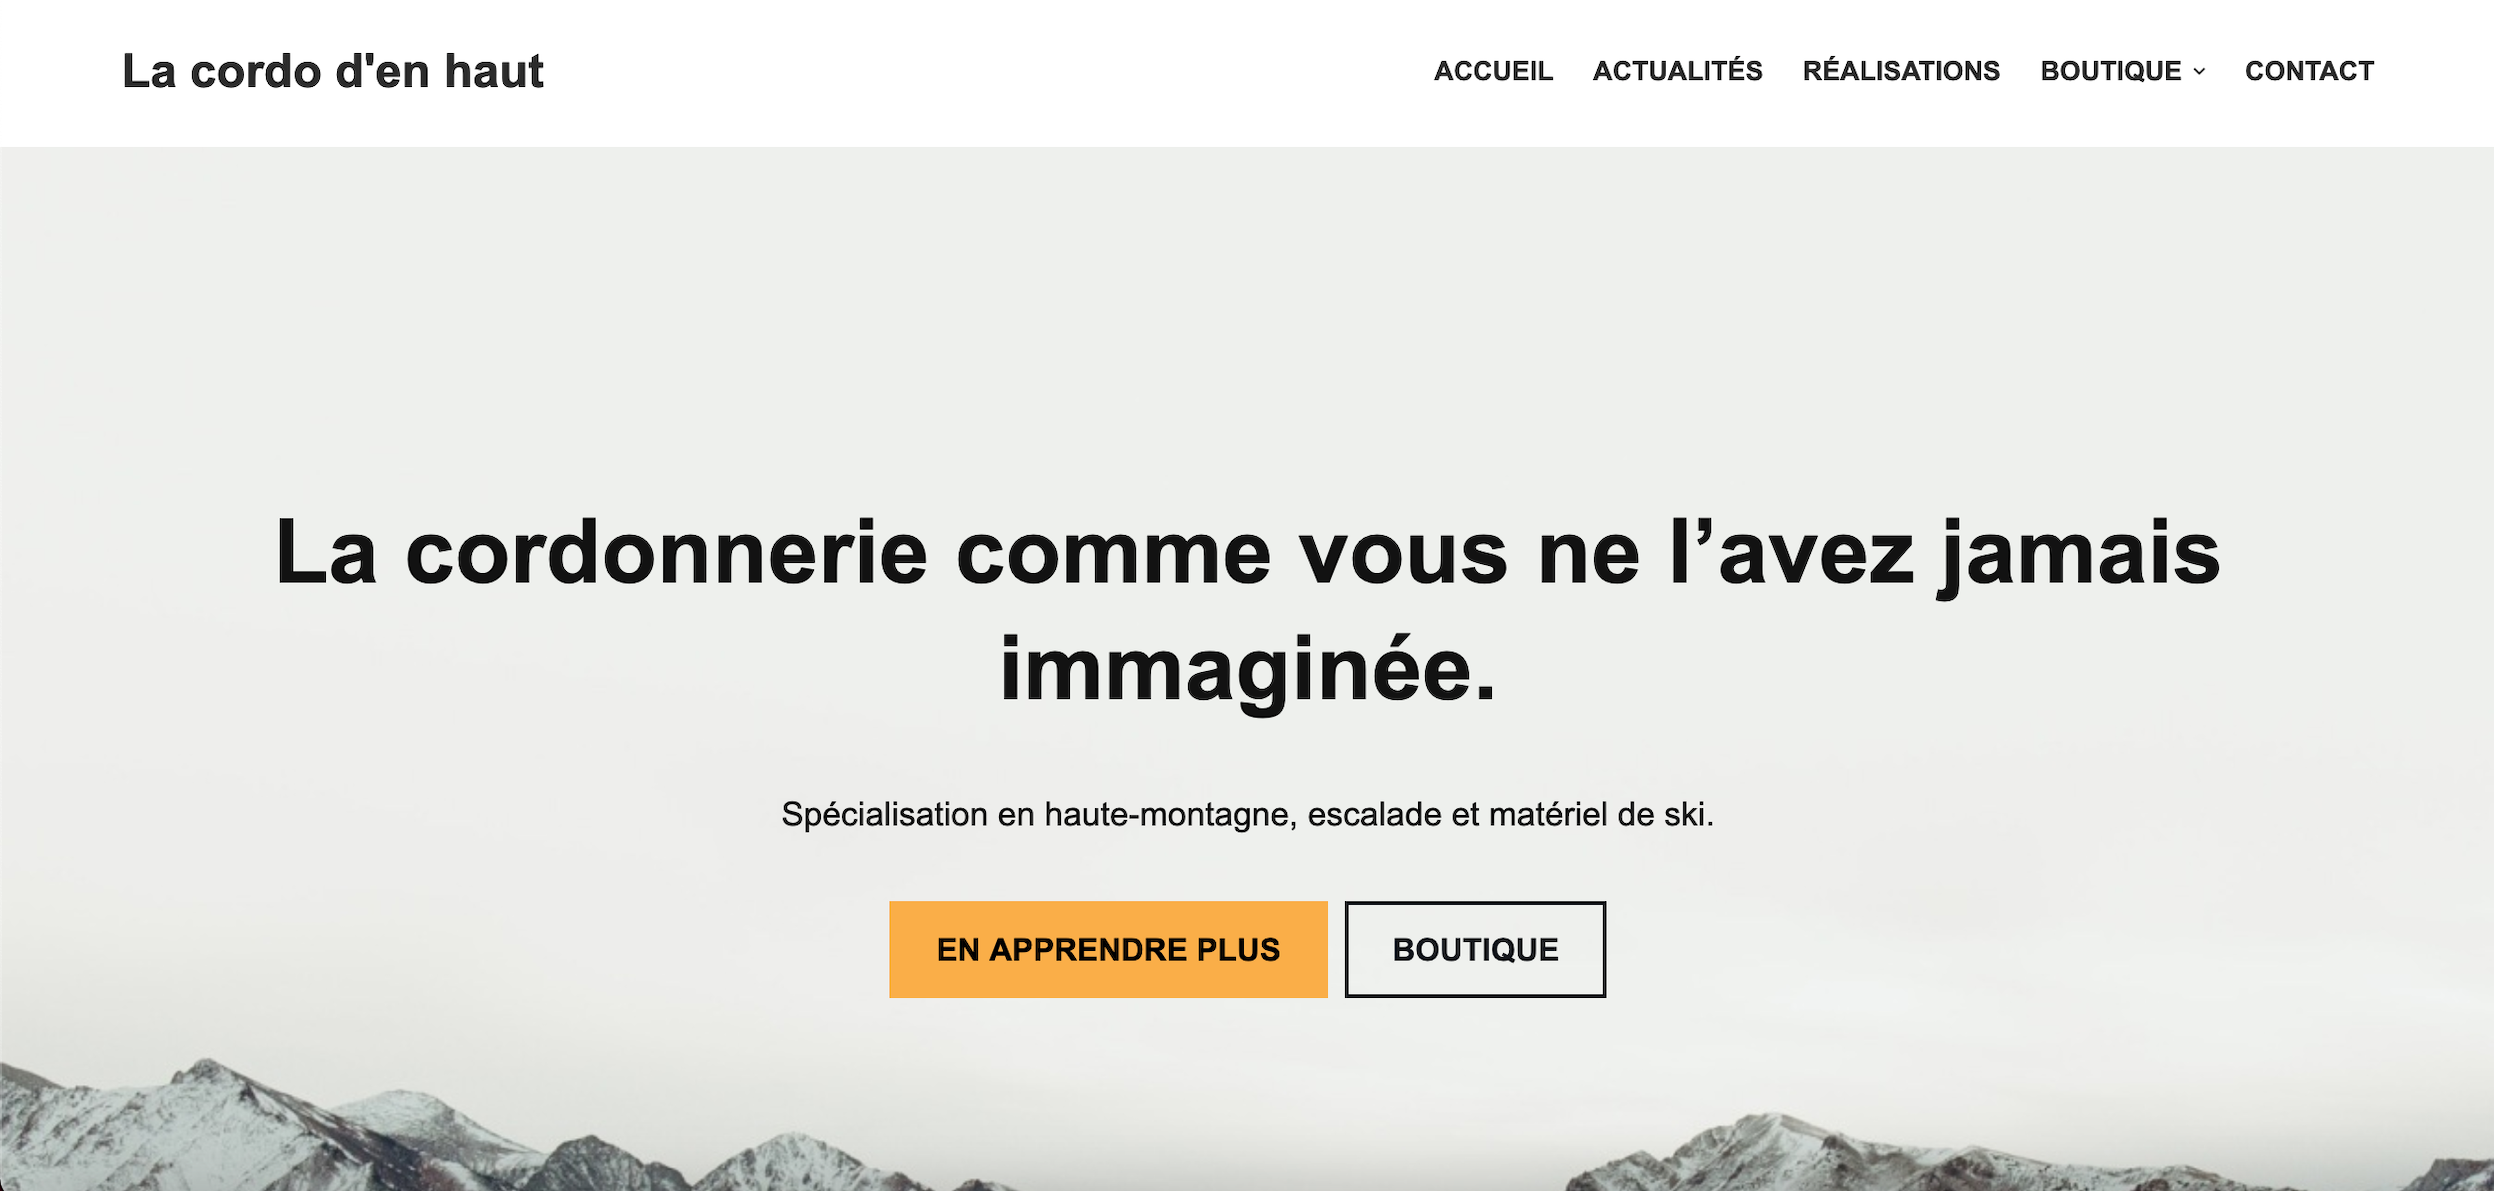 La cordo d'en haut
ACCUEIL ACTUALITÉS RÉALISATIONS BOUTIQUE CONTACT
La cordonnerie comme vous ne l’avez jamais
immaginée.
Spécialisation en haute-montagne, escalade et matériel de ski.
EN APPRENDRE PLUS BOUTIQUE